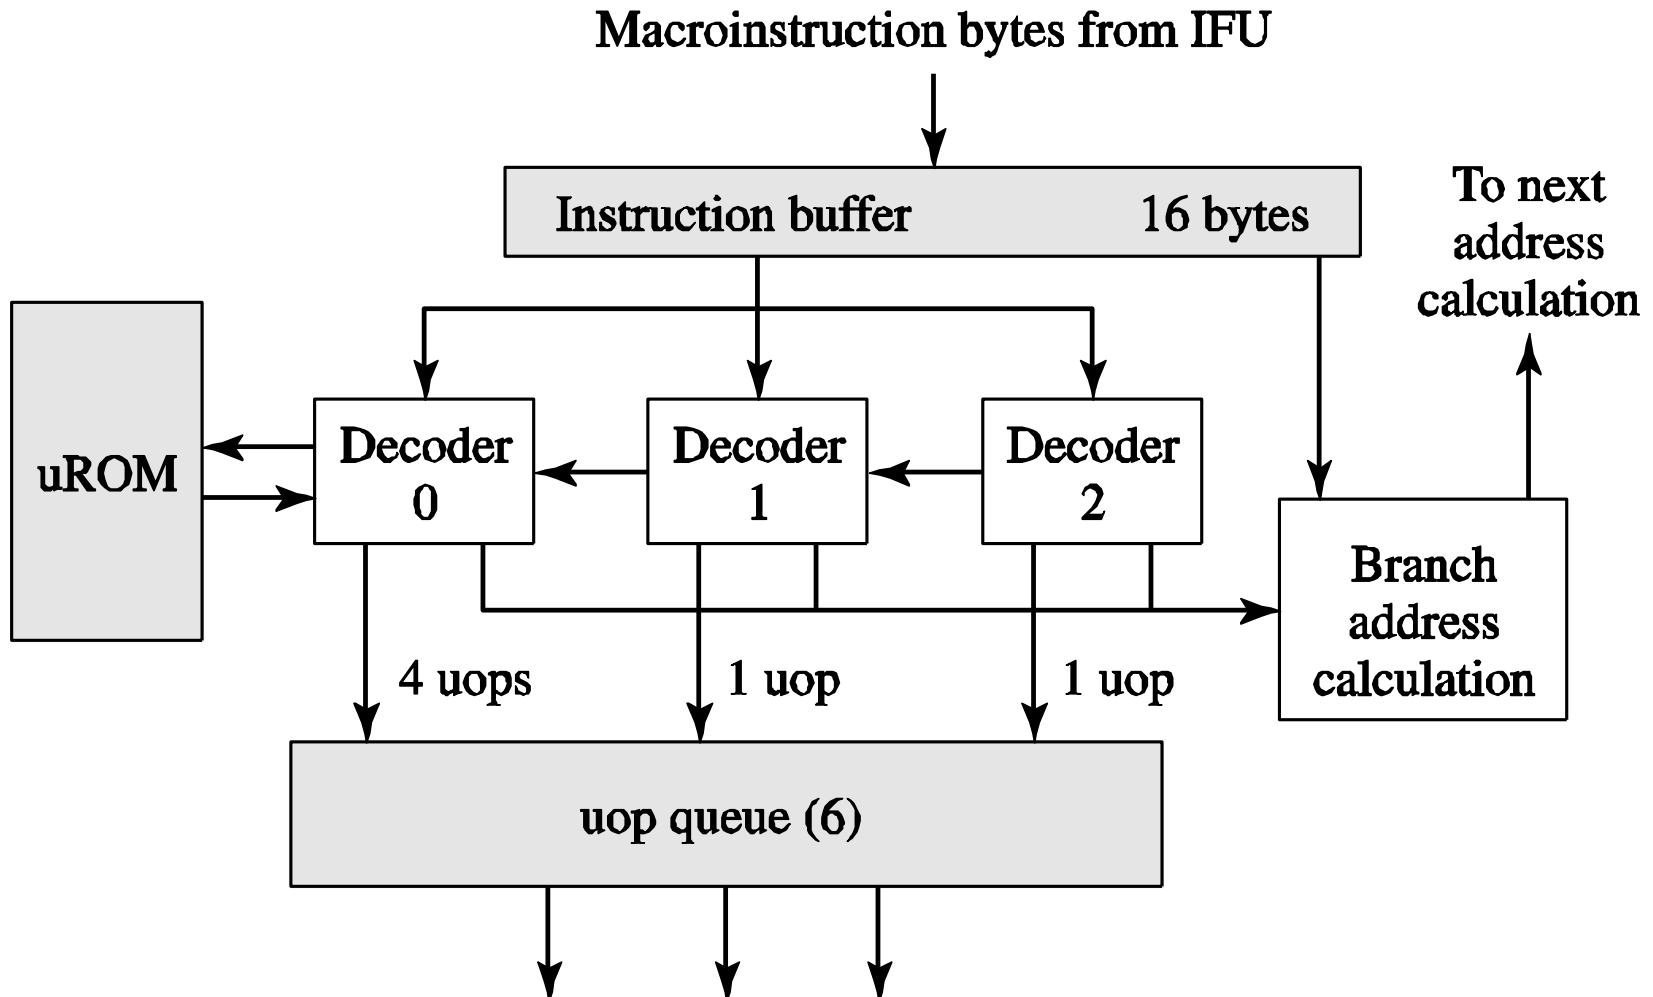 Macroinstruction bytes from IFU
Instruction buffer 16 bytes
To next
address
calculation
uROM
Decoder
0
Decoder
1
Decoder
2
Branch
address
calculation
4 uops
1 uop
1 uop
uop queue (6)